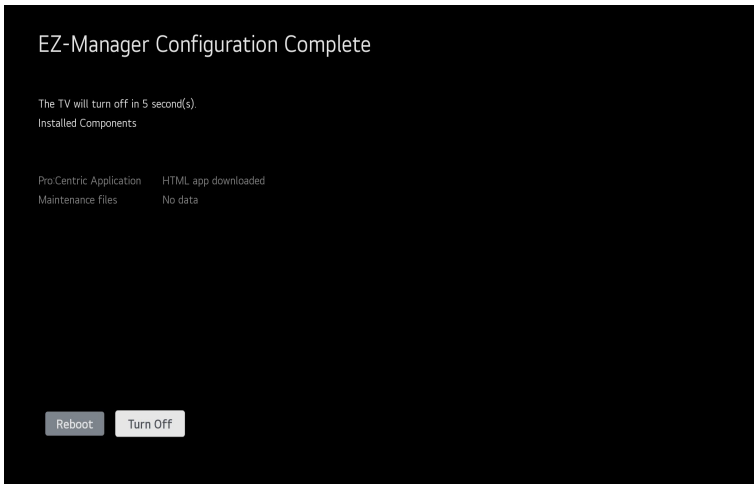 EZ-Manager Configuration Complete
The TV will turn off in 5 second(s).
Installed Components
Pro:Centric Application HTML app downloaded
Maintenance files No data
Reboot Turn Off